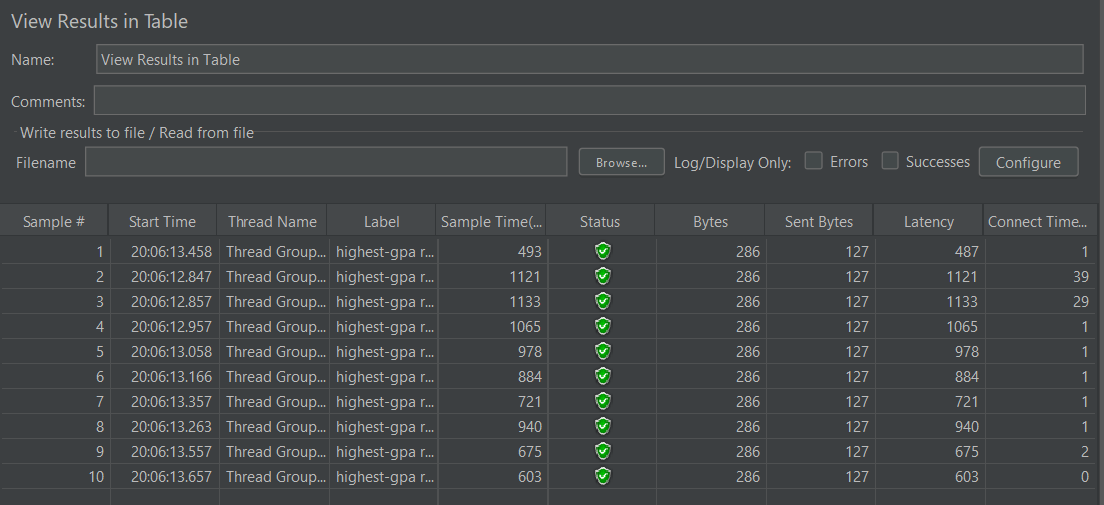 View Results in Table
Name: View Results in Table
Comments:
Write results to file / Read from file
Filename Browse... Log/Display Only: Errors Successes Configure
Sample # Start Time Thread Name Label Sample Time(... Status Bytes Sent Bytes Latency Connect Time...
1 20:06:13.458 Thread Group... highest-gpa r... 493 286 127 487 1
2 20:06:12.847 Thread Group... highest-gpa r... 1121 286 127 1121 39
3 20:06:12.857 Thread Group... highest-gpa r... 1133 286 127 1133 29
4 20:06:12.957 Thread Group... highest-gpa r... 1065 286 127 1065 1
5 20:06:13.058 Thread Group... highest-gpa r... 978 286 127 978 1
6 20:06:13.166 Thread Group... highest-gpa r... 884 286 127 884 1
7 20:06:13.357 Thread Group... highest-gpa r... 721 286 127 721 1
8 20:06:13.263 Thread Group... highest-gpa r... 940 286 127 940 1
9 20:06:13.557 Thread Group... highest-gpa r... 675 286 127 675 2
10 20:06:13.657 Thread Group... highest-gpa r... 603 286 127 603 0